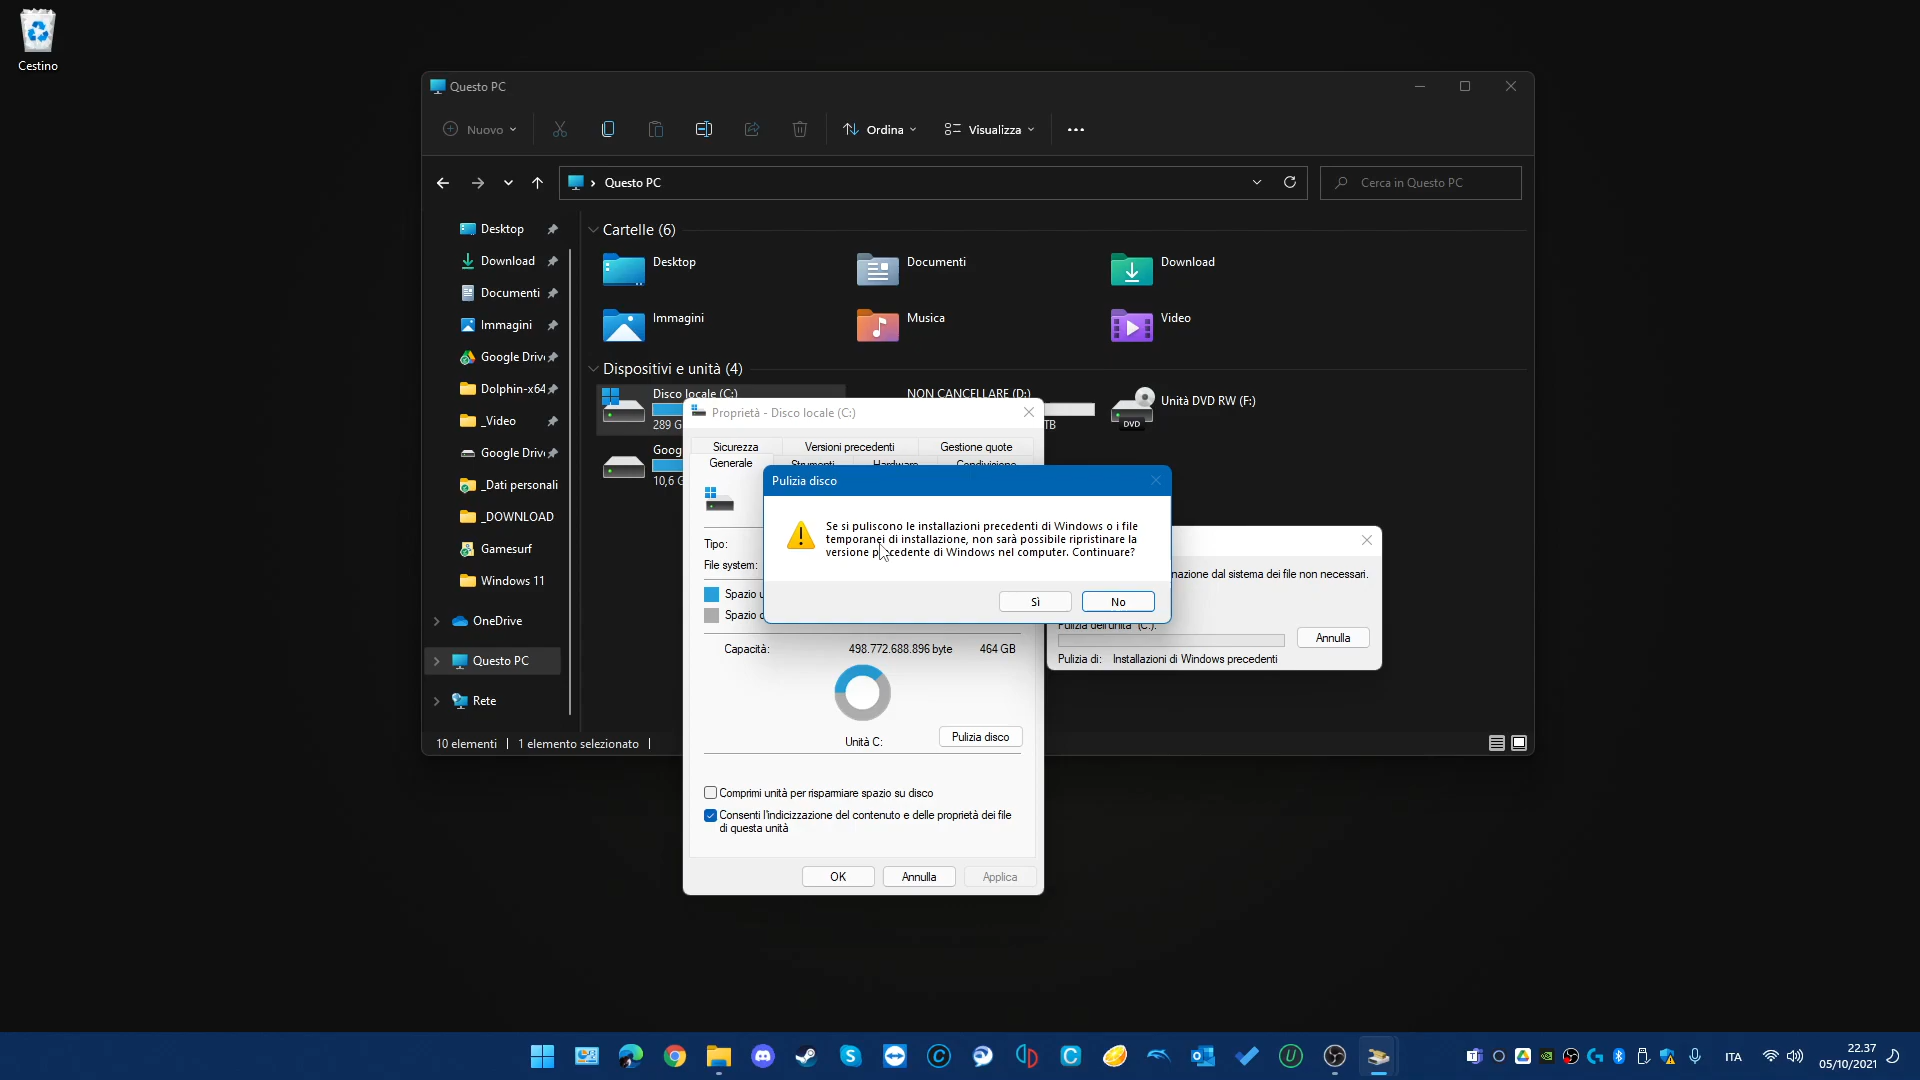 Cestino
Questo PC
Nuovo
Ordina
Visualizza
Questo PC
Cerca in Questo PC
Desktop
Download
Documenti
Immagini
Google Driv
Dolphin-x64
_Video
Google Driv
_Dati personali
_DOWNLOAD
Gamesurf
Windows 11
OneDrive
Questo PC
Rete
Cartelle (6)
Desktop
Documenti
Download
Immagini
Musica
Video
Dispositivi e unità (4)
Disco locale (C:)
289 G
NON CANCELLARE (D:)
TB
Unità DVD RW (F:)
DVD
Goog
10,6 G
10 elementi
1 elemento selezionato
Proprietà - Disco locale (C:)
Sicurezza
Versioni precedenti
Gestione quote
Generale
Strumenti
Hardware
Condivisione
Tipo:
File system:
Spazio
Spazio
Capacità:
498.772.688.896 byte
464 GB
Unità C:
Pulizia disco
Comprimi unità per risparmiare spazio su disco
Consenti l'indicizzazione del contenuto e delle proprietà dei file
di questa unità
OK
Annulla
Applica
Pulizia disco
Se si puliscono le installazioni precedenti di Windows o i file
temporanei di installazione, non sarà possibile ripristinare la
versione precedente di Windows nel computer. Continuare?
Sì
No
nazione dal sistema dei file non necessari.
Pulizia dell'unità (C:).
Annulla
Pulizia di: Installazioni di Windows precedenti
ITA
22.37
05/10/2021